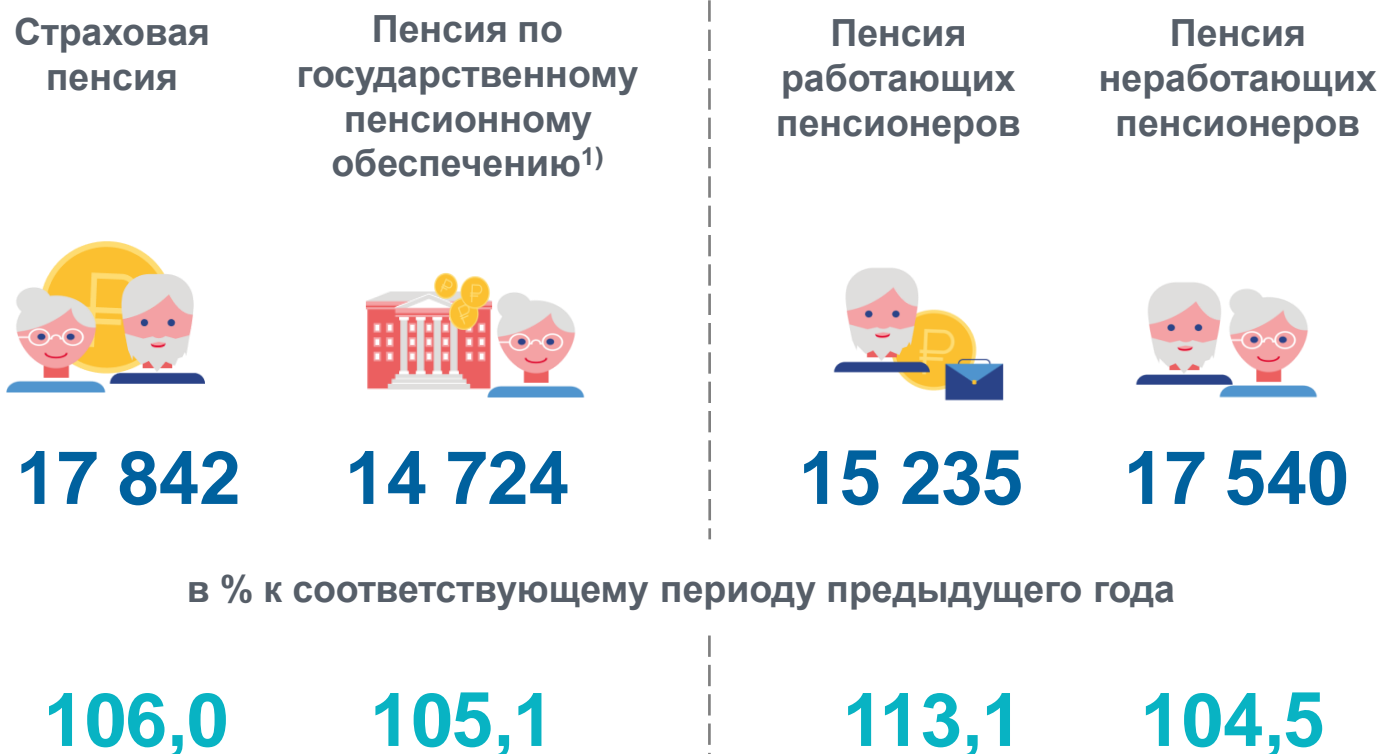 Страховая
пенсия
Пенсия по
государственному
пенсионному
обеспечению¹⁾
Пенсия
работающих
пенсионеров
Пенсия
неработающих
пенсионеров
17 842
14 724
15 235
17 540
в % к соответствующему периоду предыдущего года
106,0
105,1
113,1
104,5